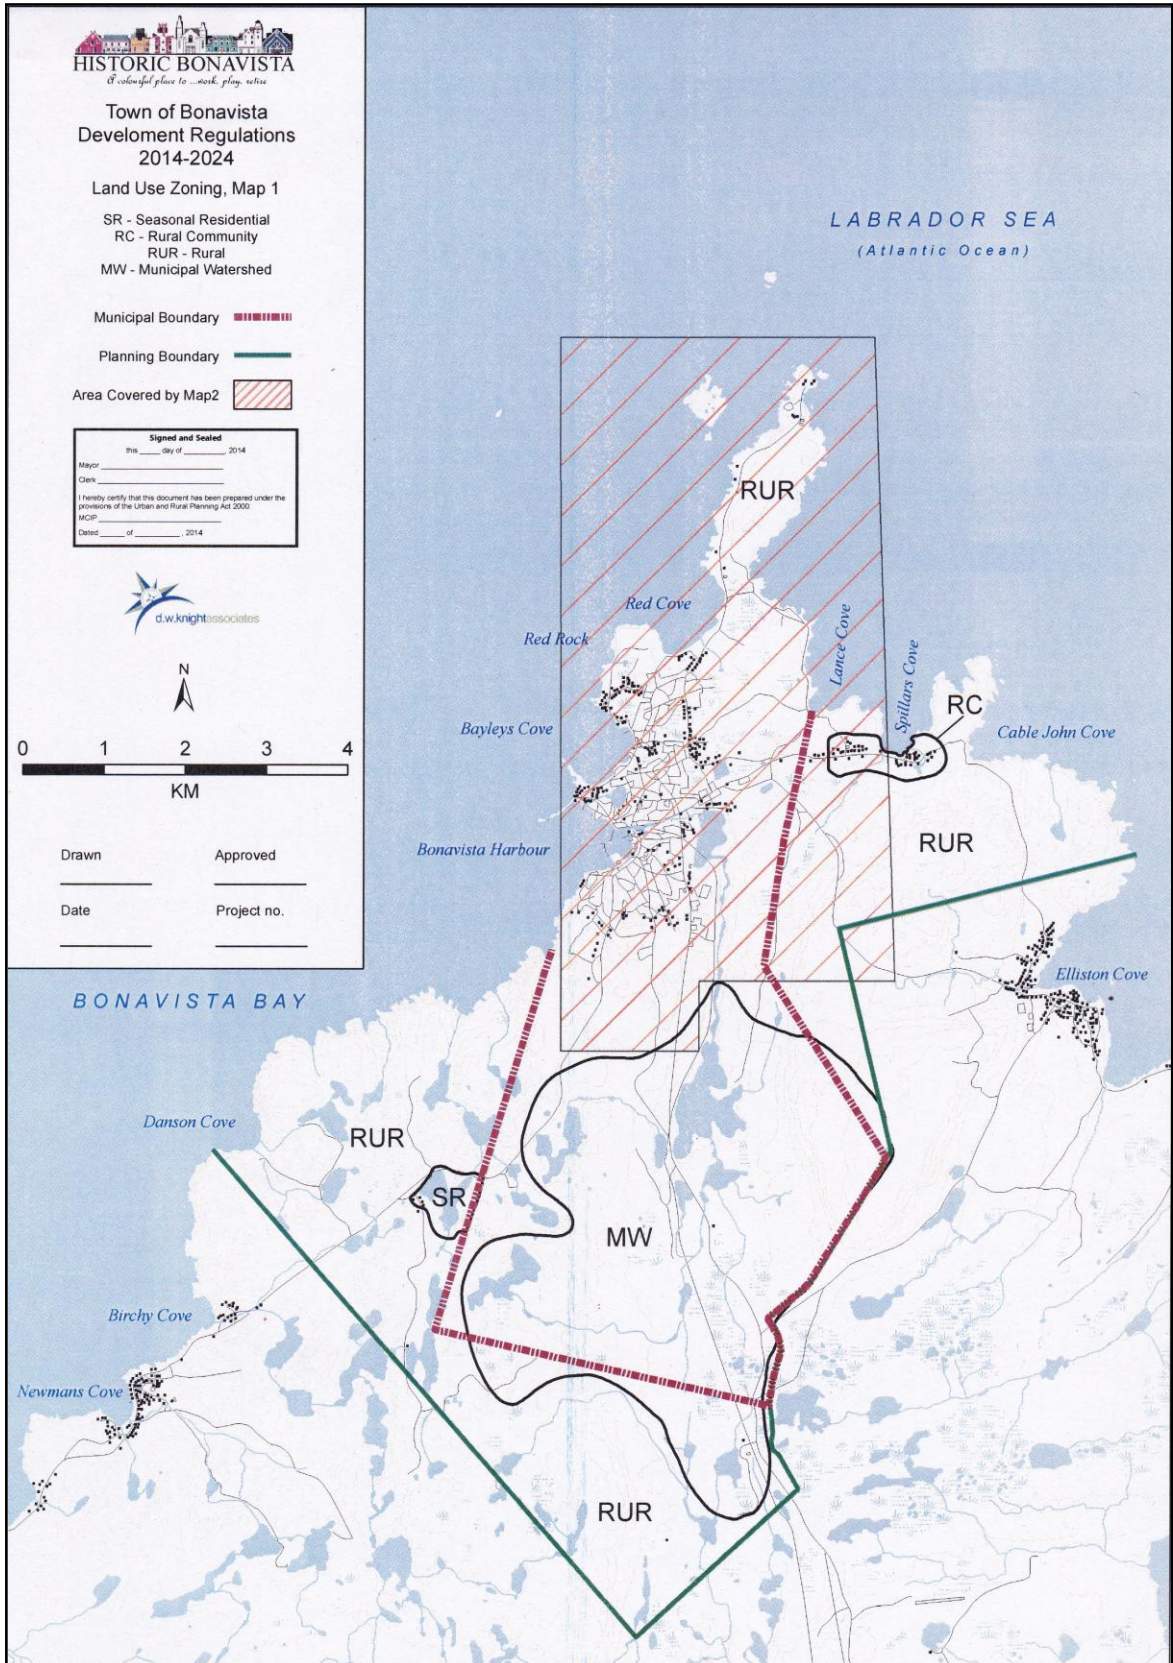 HISTORIC BONAVISTA
A colourful place to ...work, play, retire
Town of Bonavista
Develoment Regulations
2014-2024
Land Use Zoning, Map 1
SR - Seasonal Residential
RC - Rural Community
RUR - Rural
MW - Municipal Watershed
Municipal Boundary
Planning Boundary
Area Covered by Map2
Signed and Sealed
this ____ day of ________, 2014
Mayor
Clerk
I hereby certify that this document has been prepared under the
provisions of the Urban and Rural Planning Act 2000
MCIP
Dated ____ of ________, 2014
d.w.knightassociates
N
0 1 2 3 4
KM
Drawn Approved
Date Project no.
LABRADOR SEA
(Atlantic Ocean)
RUR
Red Cove
Red Rock
Lance Cove
Spillars Cove
RC
Bayleys Cove
Cable John Cove
RUR
Bonavista Harbour
Elliston Cove
BONAVISTA BAY
Danson Cove
RUR
SR
MW
Birchy Cove
Newmans Cove
RUR